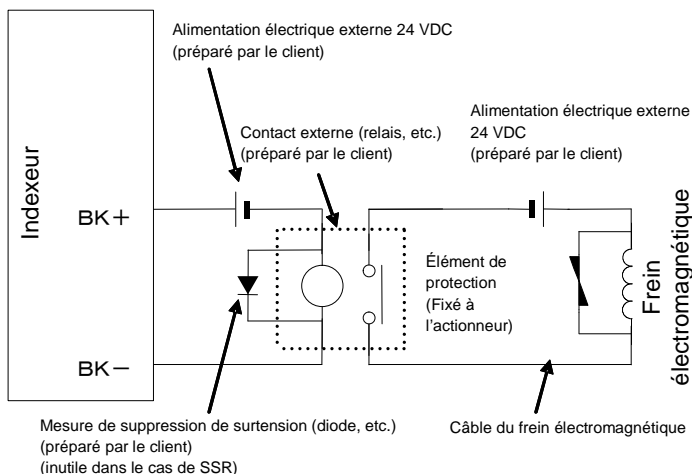 Alimentation électrique externe 24 VDC
(préparé par le client)
Alimentation électrique externe
24 VDC
(préparé par le client)
Contact externe (relais, etc.)
(préparé par le client)
Indexeur
BK+
BK−
Élément de
protection
(Fixé à
l'actionneur)
Frein
électromagnétique
Mesure de suppression de surtension (diode, etc.)
(préparé par le client)
(inutile dans le cas de SSR)
Câble du frein électromagnétique